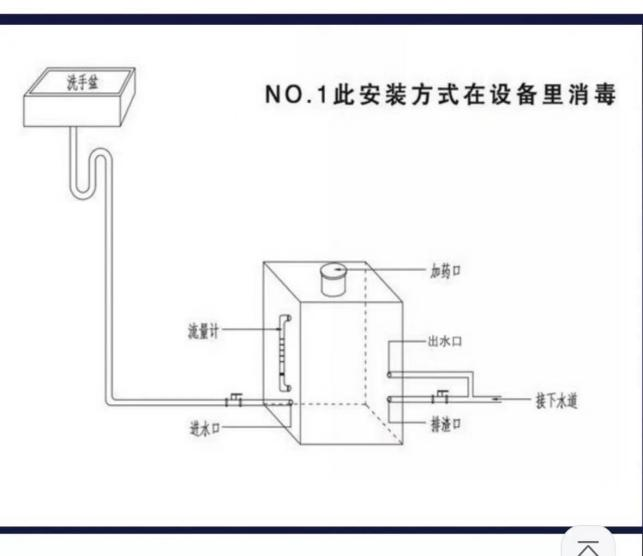 洗手盆
NO.1此安装方式在设备里消毒
加药口
流量计
出水口
接下水道
进水口
排渣口